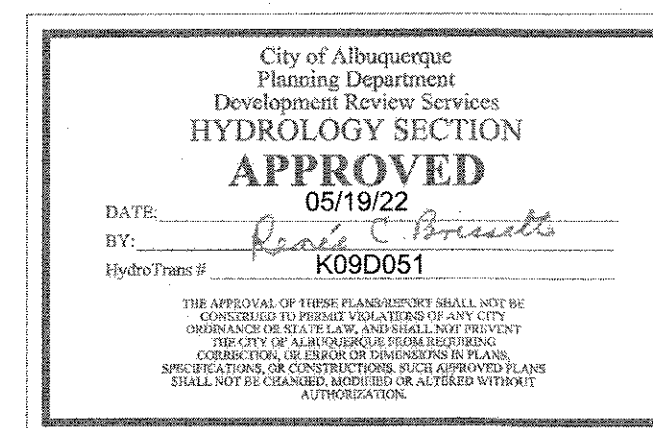 City of Albuquerque
Planning Department
Development Review Services
HYDROLOGY SECTION
APPROVED
DATE: 05/19/22
BY: Renée C. Brissette
HydroTrans # K09D051
THE APPROVAL OF THESE PLANS/REPORT SHALL NOT BE
CONSTRUED TO PERMIT VIOLATIONS OF ANY CITY
ORDINANCE OR STATE LAW, AND SHALL NOT PREVENT
THE CITY OF ALBUQUERQUE FROM REQUIRING
CORRECTION, OR ERROR OR DIMENSIONS IN PLANS,
SPECIFICATIONS, OR CONSTRUCTIONS. SUCH APPROVED PLANS
SHALL NOT BE CHANGED, MODIFIED OR ALTERED WITHOUT
AUTHORIZATION.